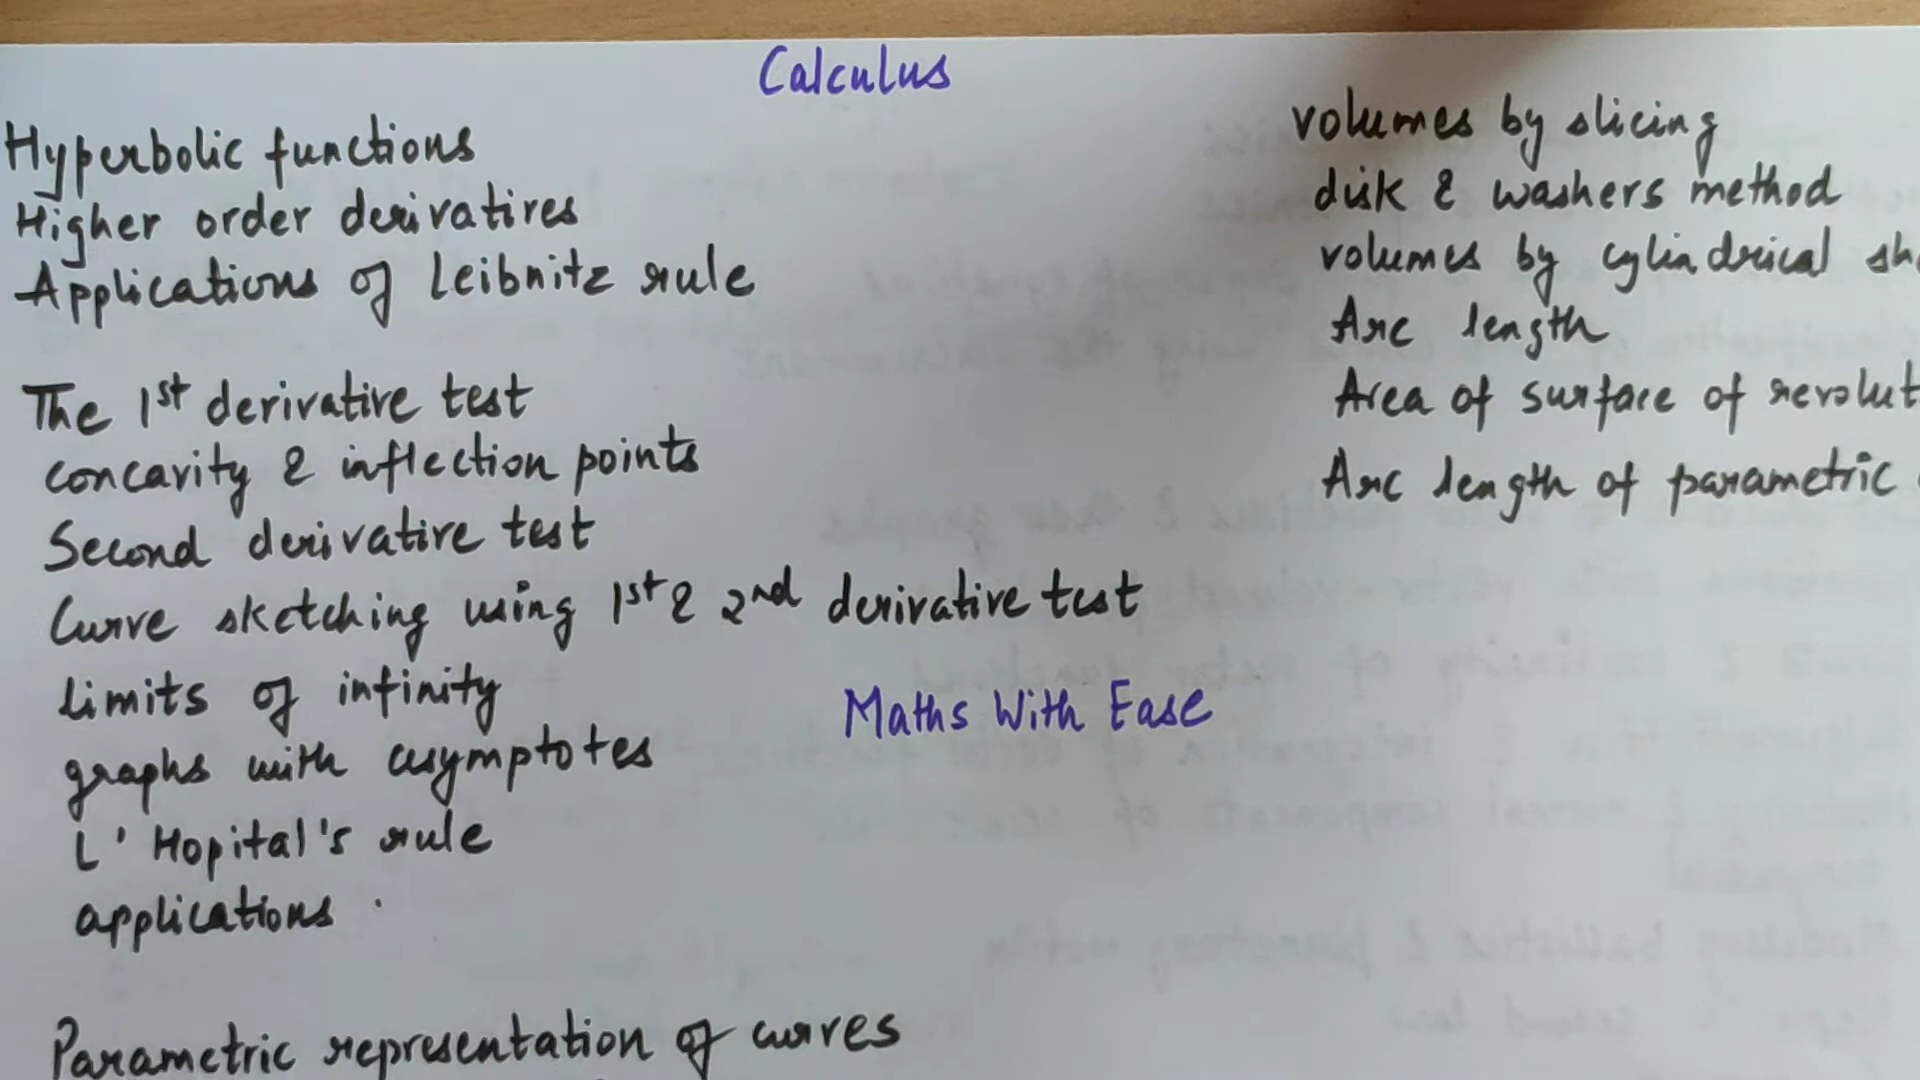 Calculus
Hyperbolic functions
Higher order derivatires
Applications of Leibnitz rule
The 1st derivative test
concavity & inflection points
Second derivative test
Curve sketching using 1st & 2nd derivative test
limits of infinity
graphs with asymptotes
L' Hopital's rule
applications
Parametric representation of curves
Maths With Ease
volumes by slicing
disk & washers method
volumes by cylindrical sh
Arc length
Area of surface of revolut
Arc length of parametric